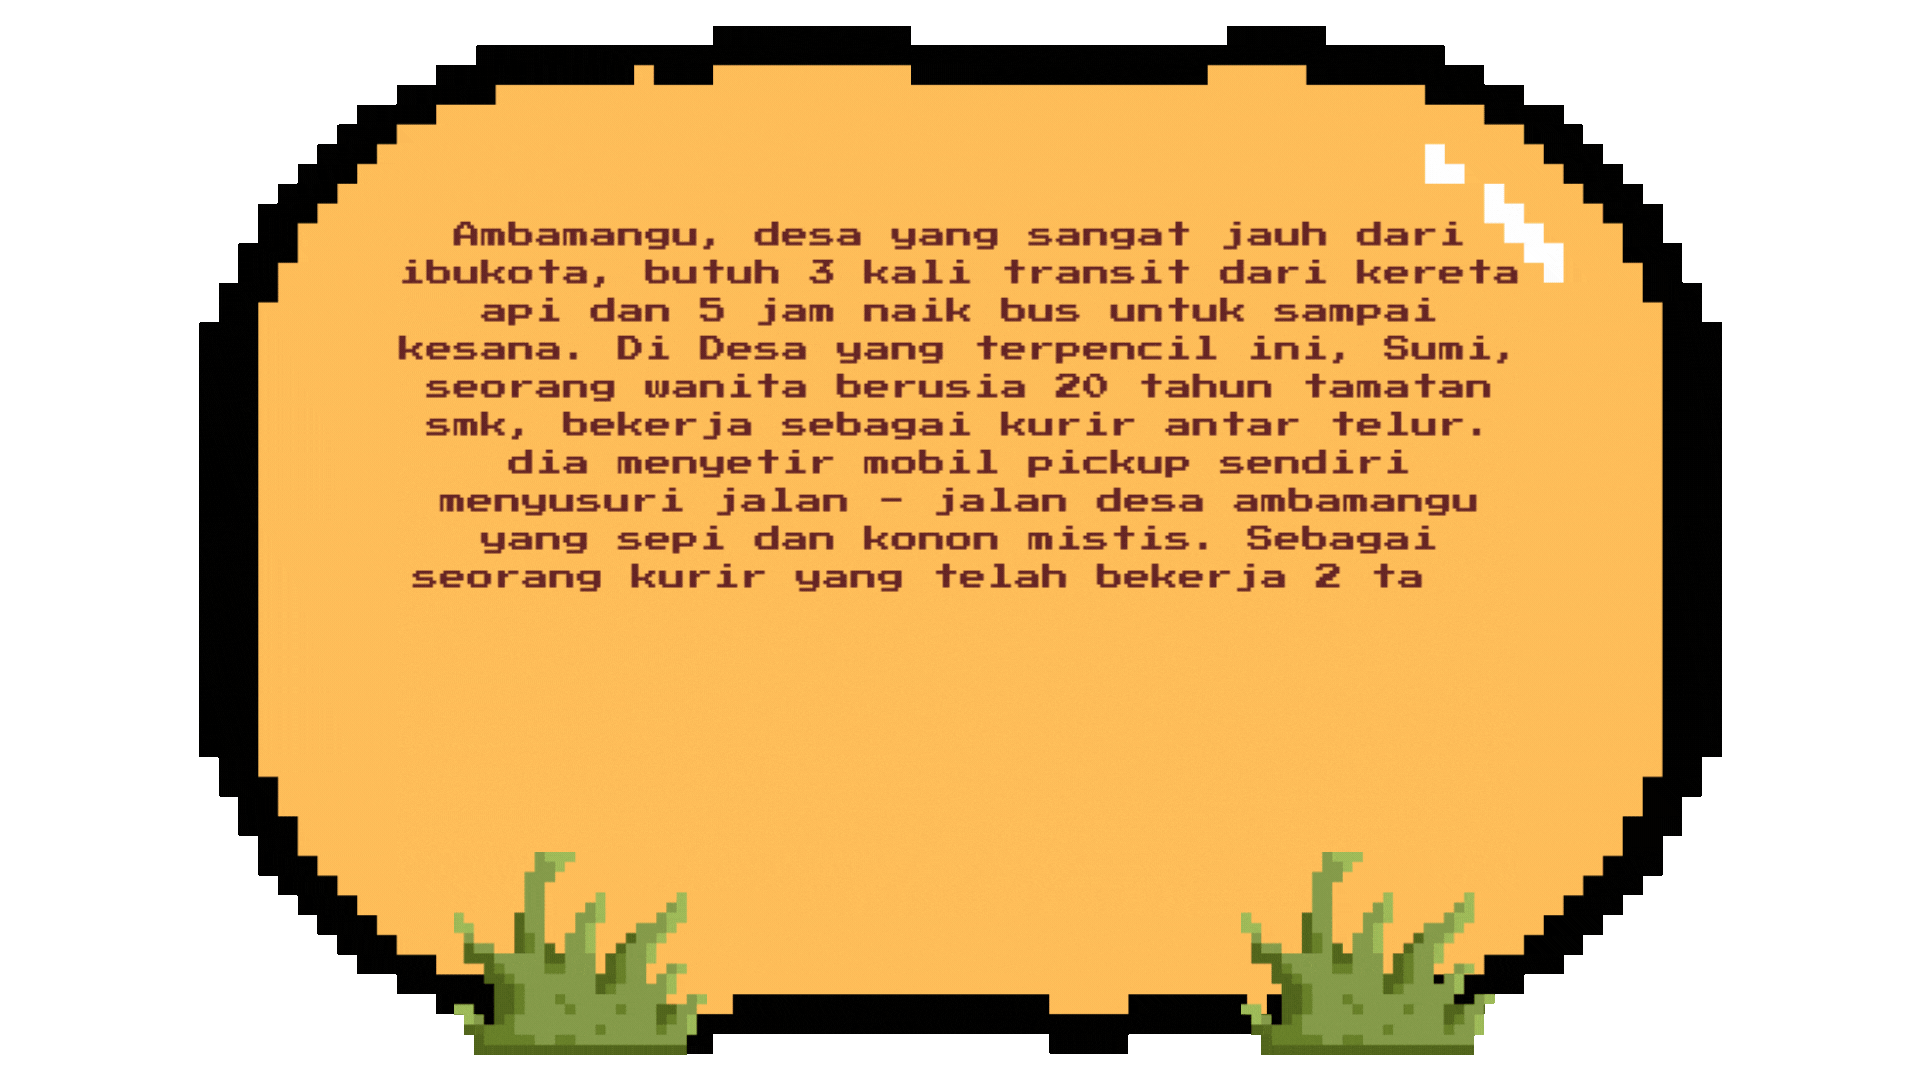 Ambamangu, desa yang sangat jauh dari
ibukota, butuh 3 kali transit dari kereta
api dan 5 jam naik bus untuk sampai
kesana. Di Desa yang terpencil ini, Sumi,
seorang wanita berusia 20 tahun tamatan
smk, bekerja sebagai kurir antar telur.
dia menyetir mobil pickup sendiri
menyusuri jalan - jalan desa ambamangu
yang sepi dan konon mistis. Sebagai
seorang kurir yang telah bekerja 2 ta